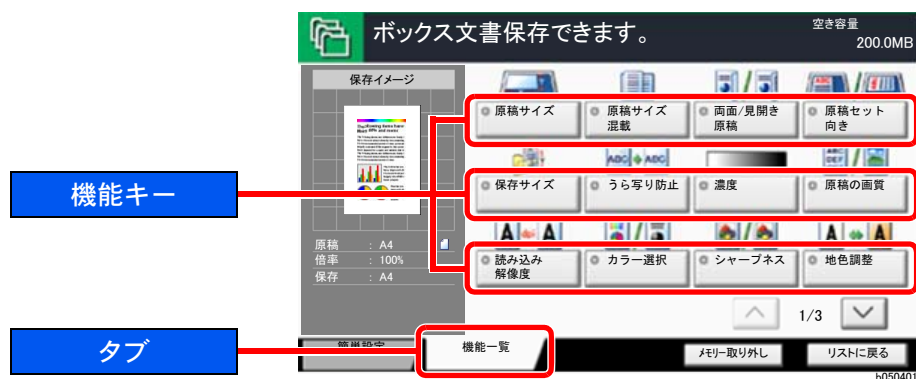 ボックス文書保存できます。
空き容量
200.0MB
保存イメージ
原稿サイズ
原稿サイズ
混載
両面/見開き
原稿
原稿セット
向き
機能キー
保存サイズ
うら写り防止
濃度
原稿の画質
原稿 : A4
倍率 : 100%
保存 : A4
読み込み
解像度
カラー選択
シャープネス
地色調整
1/3
タブ
簡単設定
機能一覧
メモリー取り外し
リストに戻る
b050401